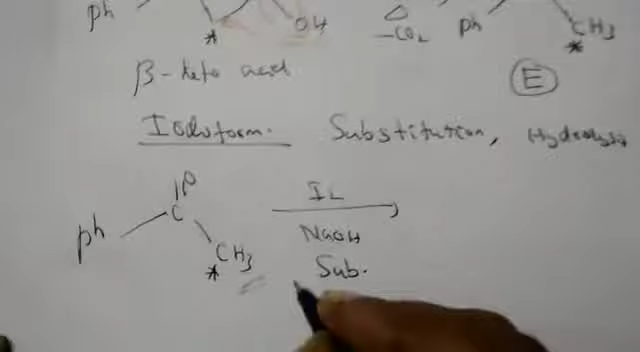 Ph * OH Δ -CO2 Ph CH3 *
β-keto acid E
Iodoform. Substitution, Hydrolysis
Ph C O CH3 * I2
NaOH
Sub.